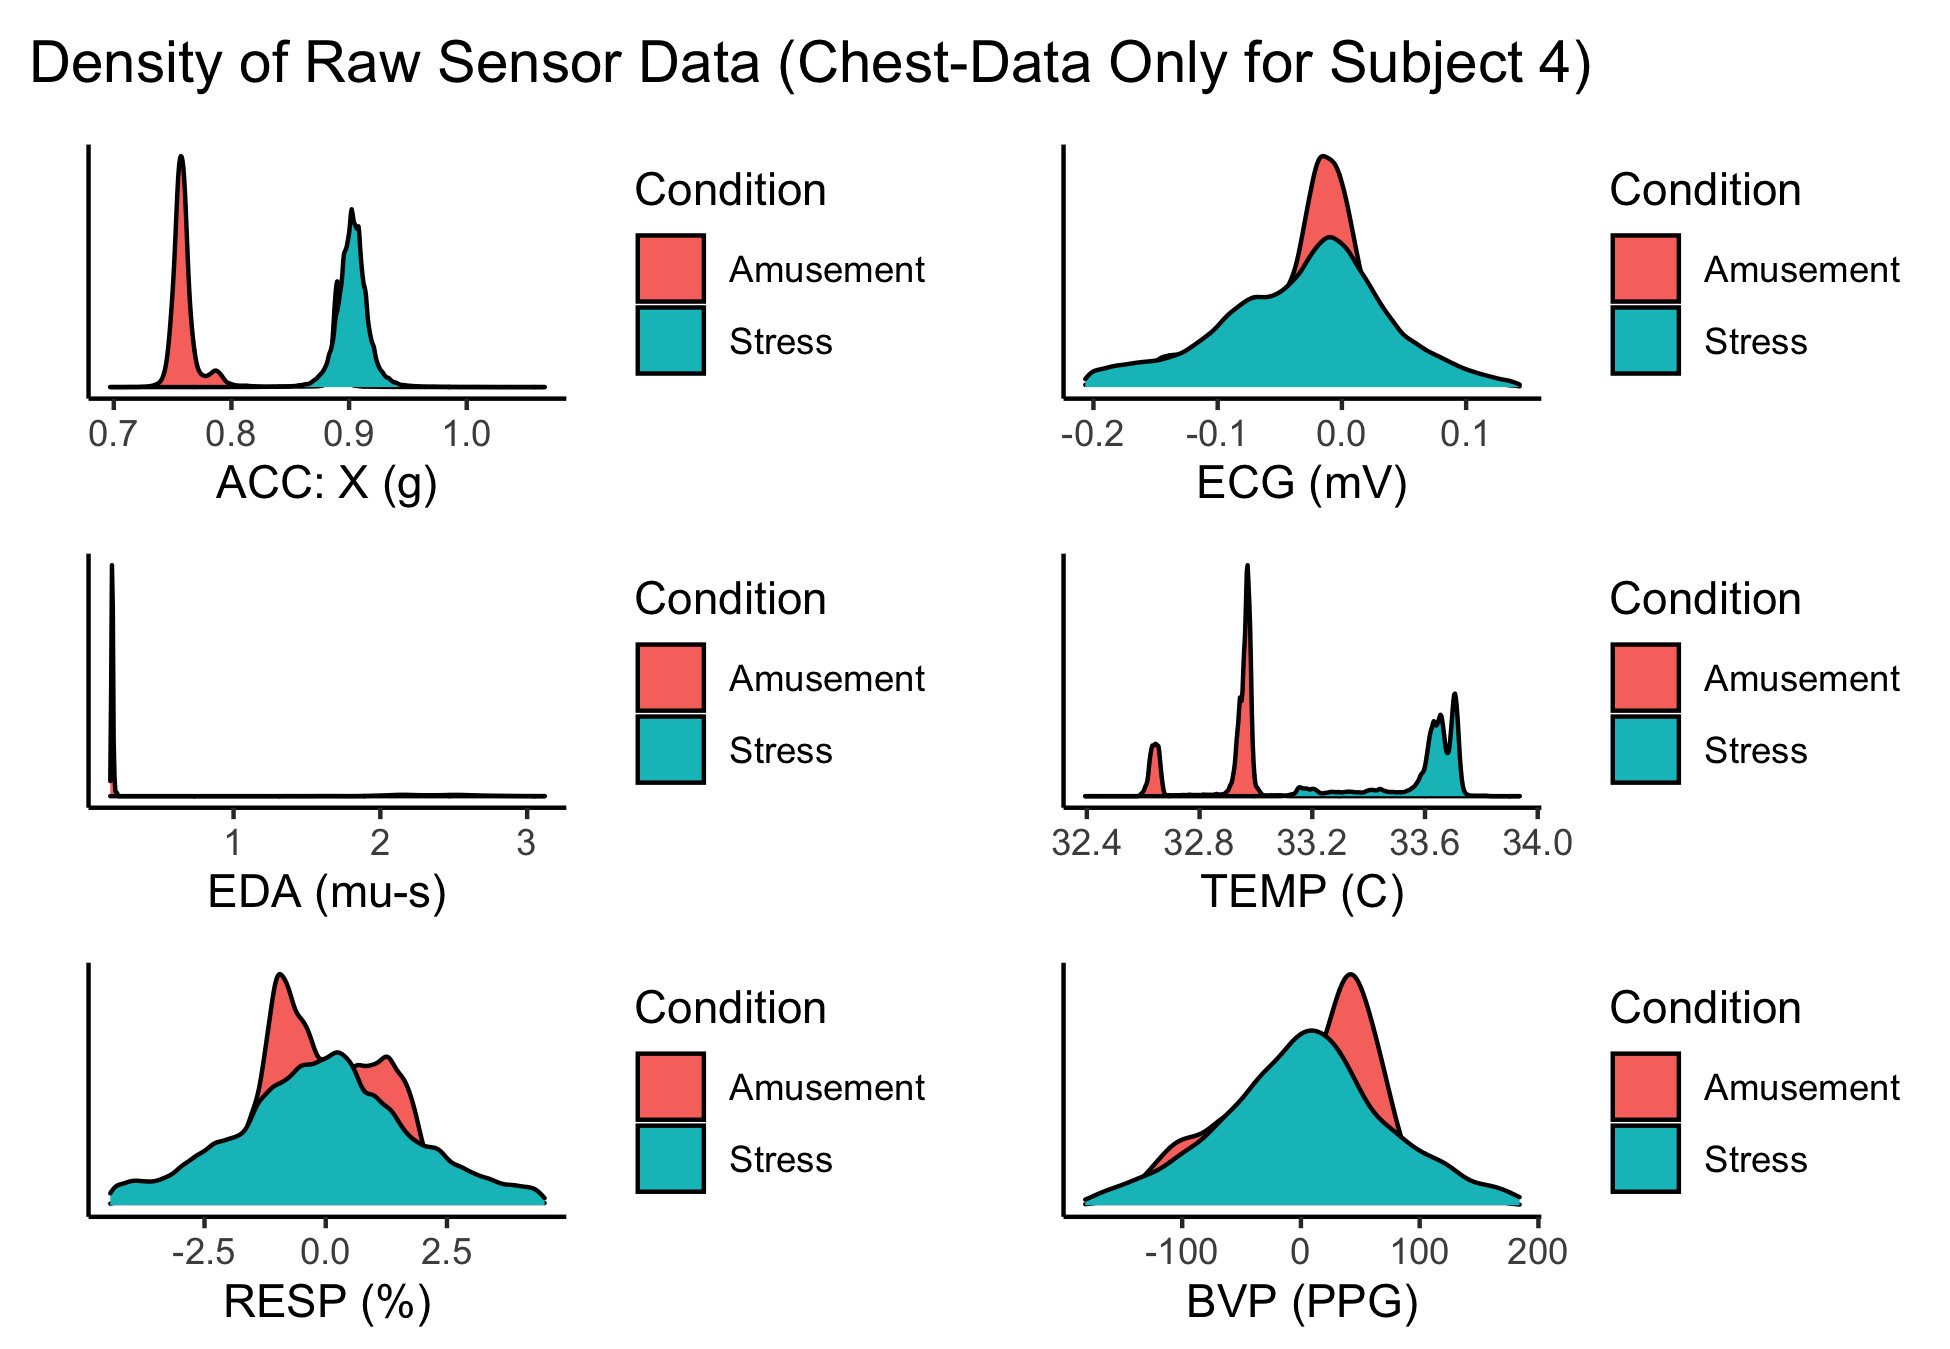 Density of Raw Sensor Data (Chest-Data Only for Subject 4)
Condition
Amusement
Stress
0.7 0.8 0.9 1.0
ACC: X (g)
Condition
Amusement
Stress
-0.2 -0.1 0.0 0.1
ECG (mV)
Condition
Amusement
Stress
1 2 3
EDA (mu-s)
Condition
Amusement
Stress
32.4 32.8 33.2 33.6 34.0
TEMP (C)
Condition
Amusement
Stress
-2.5 0.0 2.5
RESP (%)
Condition
Amusement
Stress
-100 0 100 200
BVP (PPG)